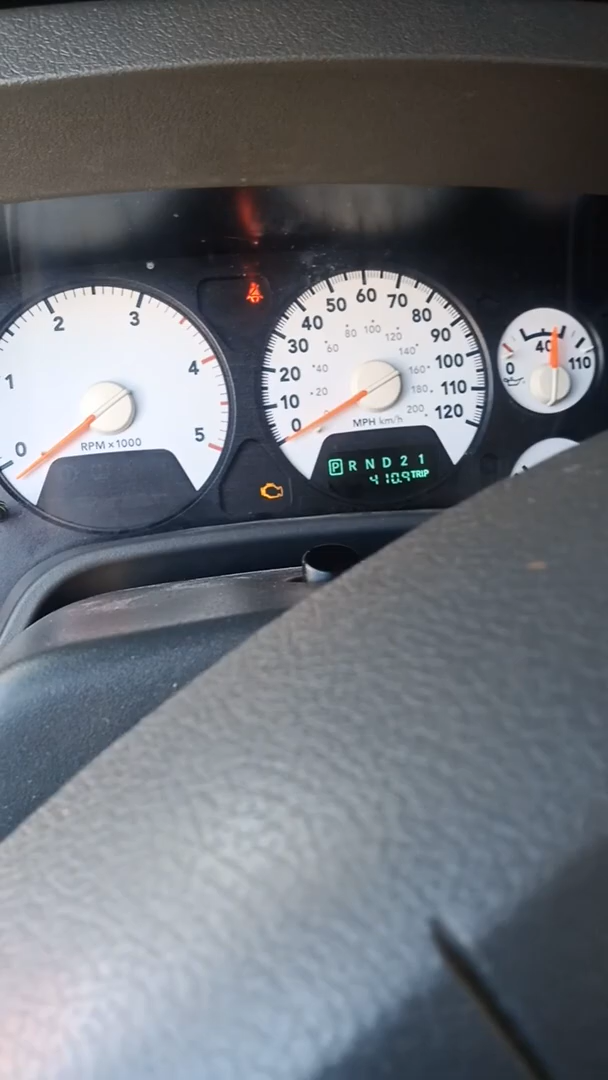 0 1 2 3 4 5
RPM x 1000
0 10 20 30 40 50 60 70 80 90 100 110 120
20 40 60 80 100 120 140 160 180 200
MPH km/h
P R N D 2 1
410.9 TRIP
0 40 110